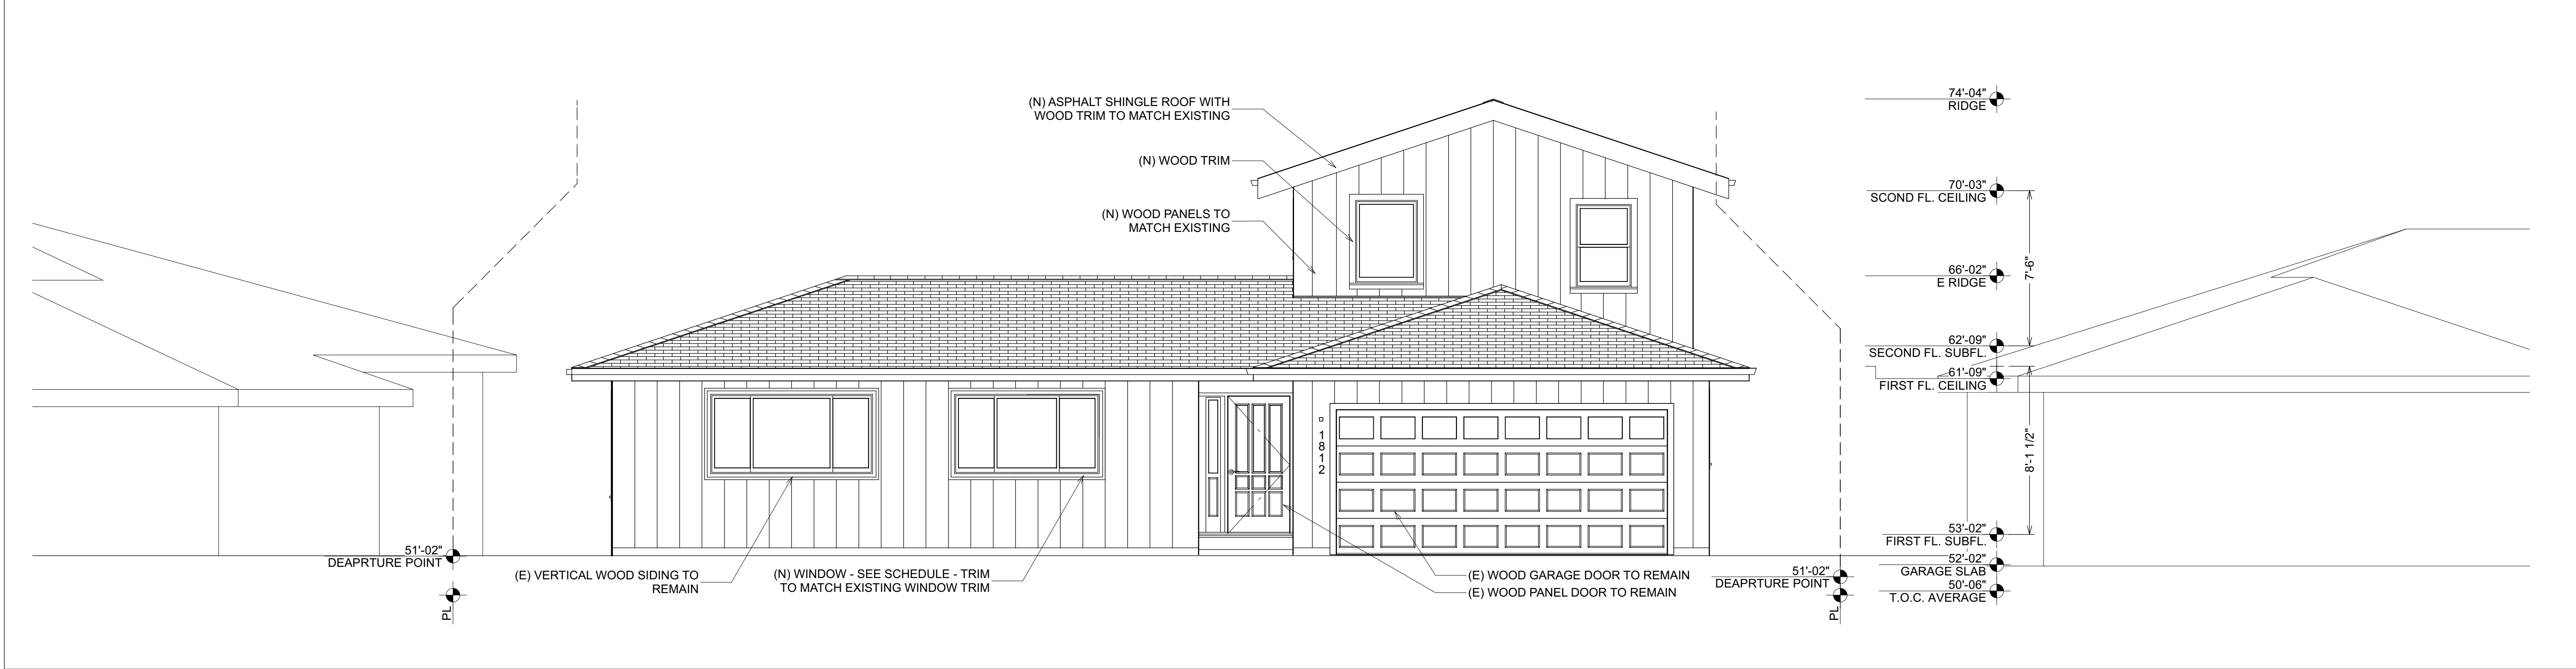 (N) ASPHALT SHINGLE ROOF WITH
WOOD TRIM TO MATCH EXISTING
(N) WOOD TRIM
(N) WOOD PANELS TO
MATCH EXISTING
74'-04"
RIDGE
70'-03"
SCOND FL. CEILING
66'-02"
E RIDGE
7'-6"
62'-09"
SECOND FL. SUBFL.
61'-09"
FIRST FL. CEILING
8'-1 1/2"
53'-02"
FIRST FL. SUBFL.
52'-02"
GARAGE SLAB
50'-06"
T.O.C. AVERAGE
1812
51'-02"
DEAPRTURE POINT
PL
(E) VERTICAL WOOD SIDING TO
REMAIN
(N) WINDOW - SEE SCHEDULE - TRIM
TO MATCH EXISTING WINDOW TRIM
(E) WOOD GARAGE DOOR TO REMAIN
(E) WOOD PANEL DOOR TO REMAIN
51'-02"
DEAPRTURE POINT
PL